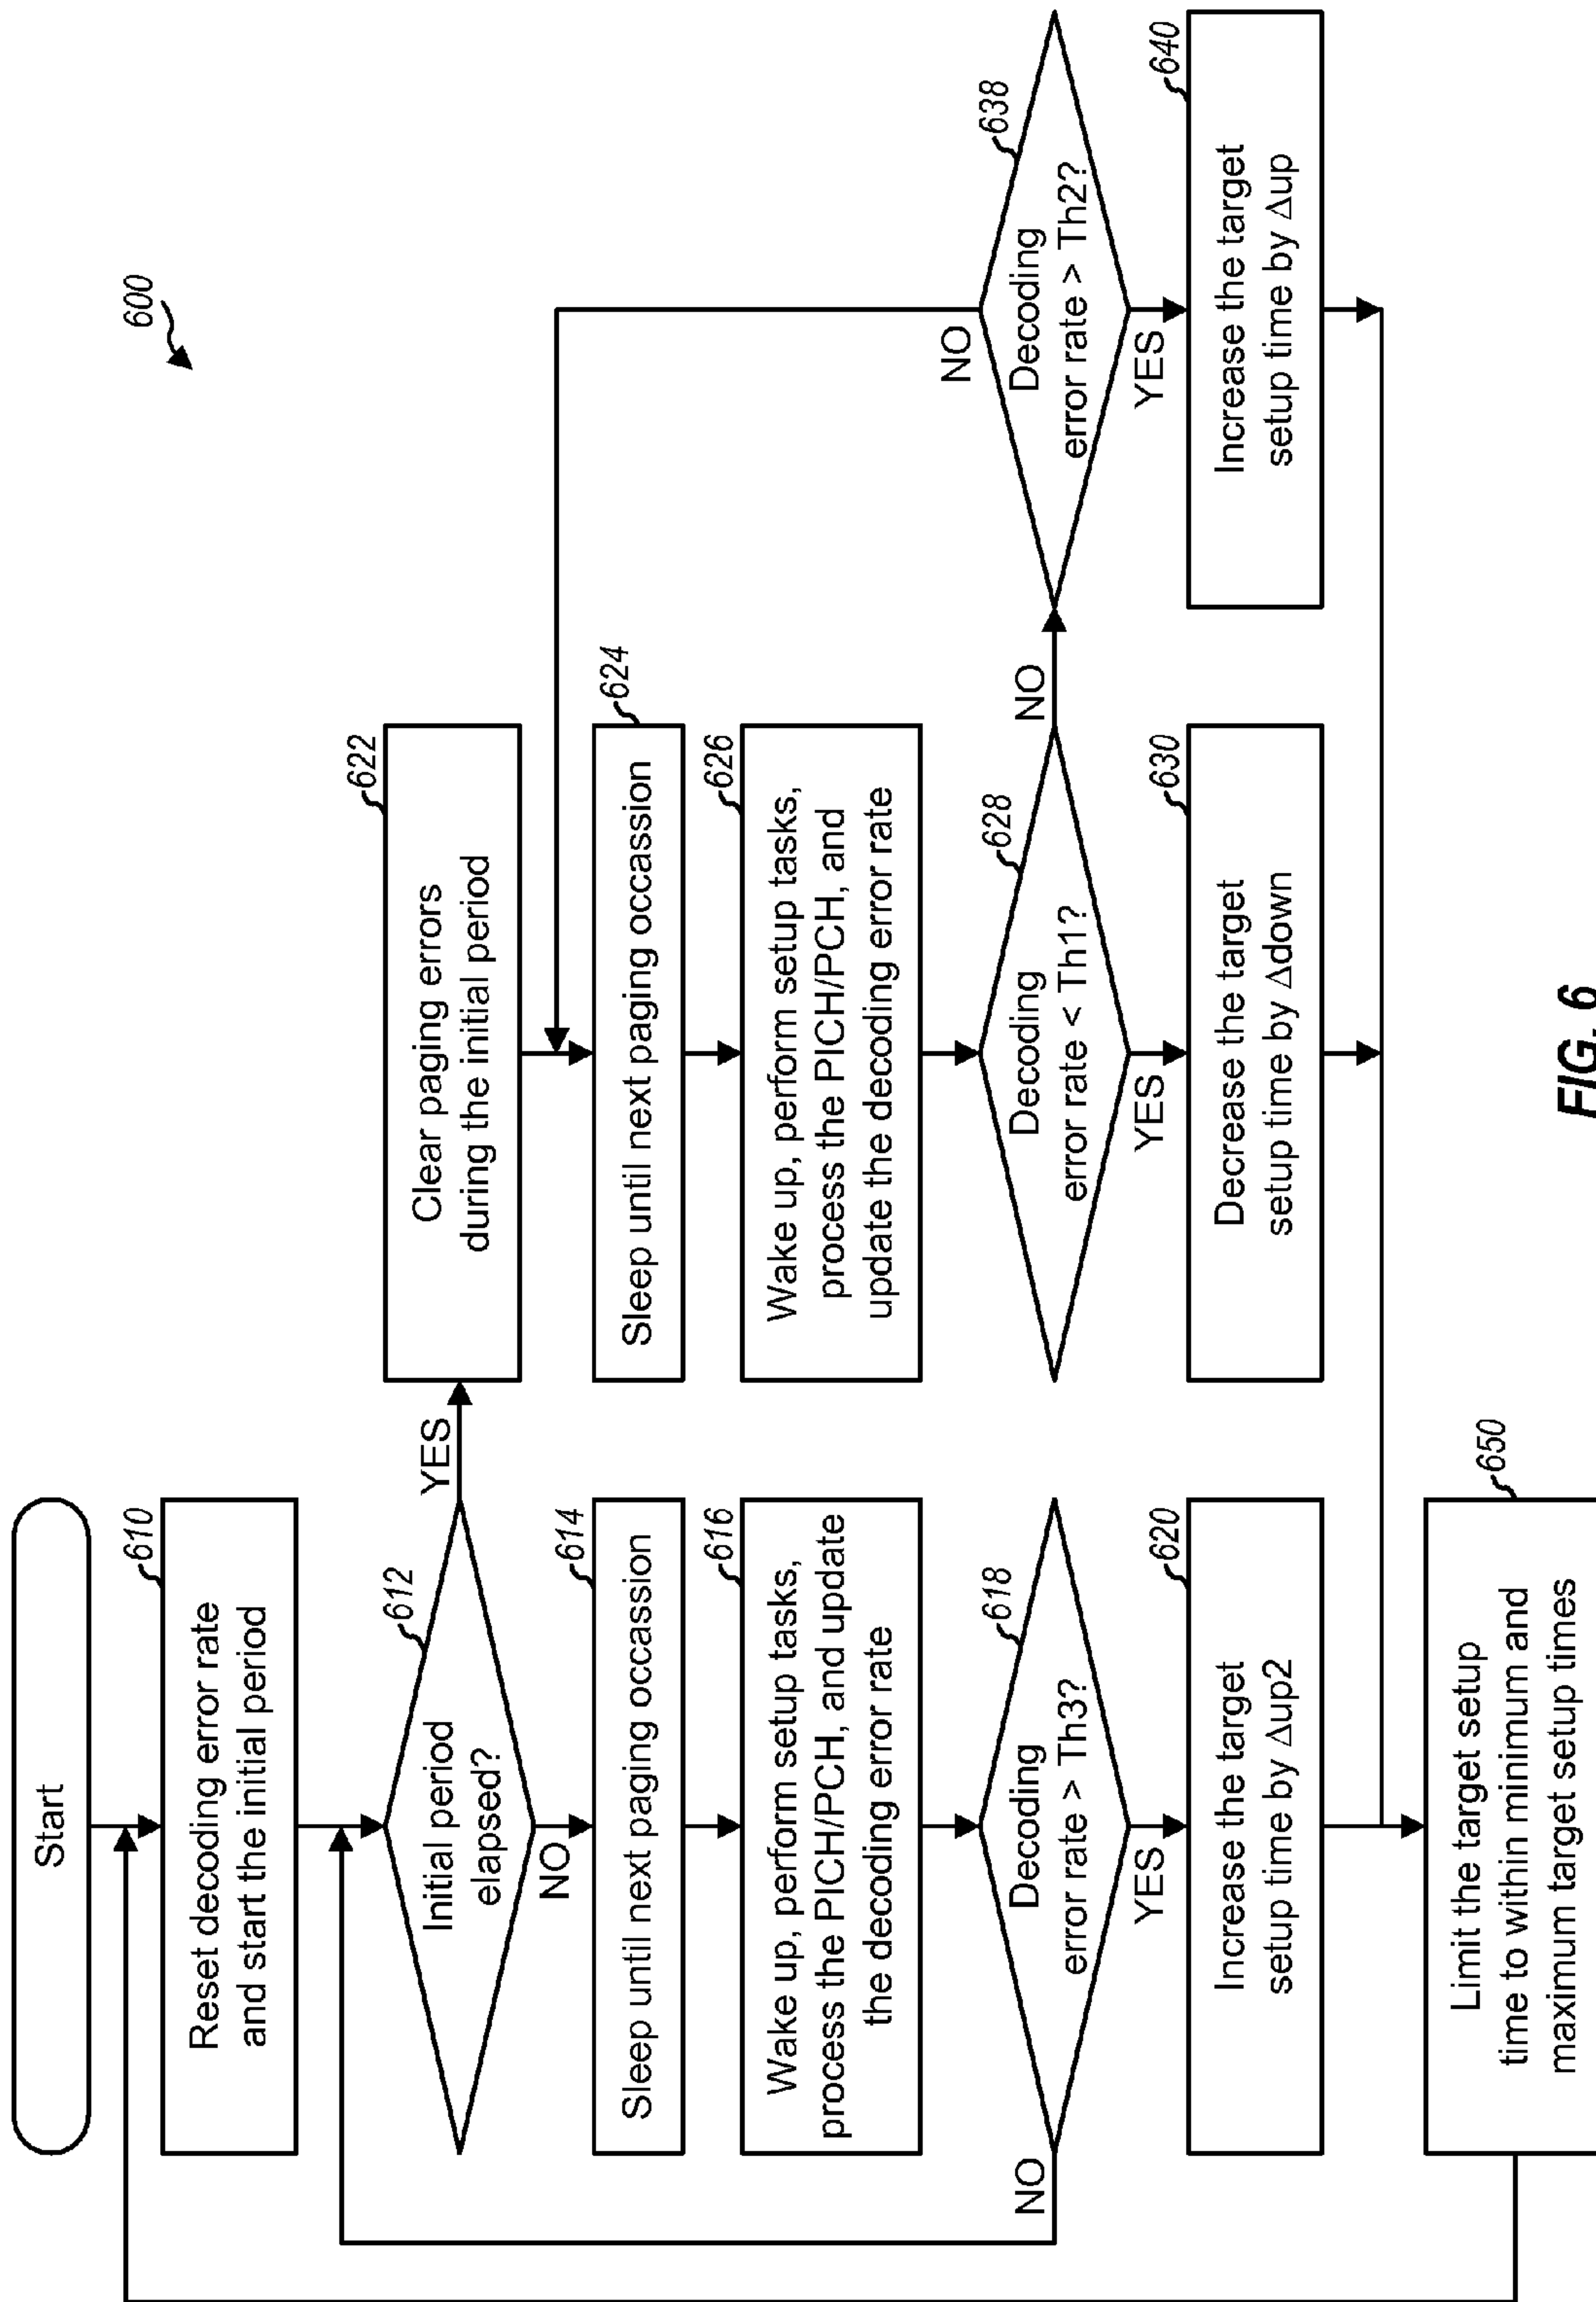 600
Start
610
Reset decoding error rate
and start the initial period
612
Initial period
elapsed?
YES
NO
614
Sleep until next paging occassion
616
Wake up, perform setup tasks,
process the PICH/PCH, and update
the decoding error rate
618
Decoding
error rate > Th3?
NO
YES
620
Increase the target
setup time by Δup2
622
Clear paging errors
during the initial period
624
Sleep until next paging occassion
626
Wake up, perform setup tasks,
process the PICH/PCH, and
update the decoding error rate
628
Decoding
error rate < Th1?
NO
YES
630
Decrease the target
setup time by Δdown
638
Decoding
error rate > Th2?
NO
YES
640
Increase the target
setup time by Δup
650
Limit the target setup
time to within minimum and
maximum target setup times
FIG. 6